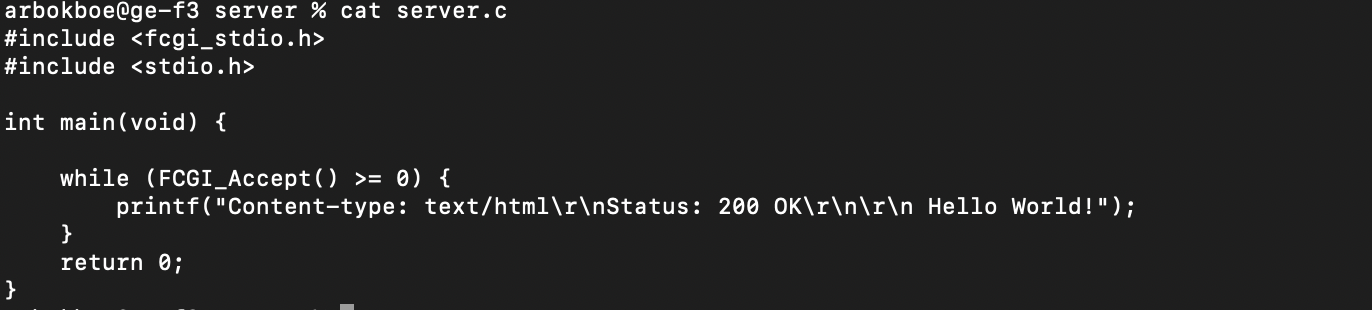 arbokboe@ge-f3 server % cat server.c
#include <fcgi_stdio.h>
#include <stdio.h>

int main(void) {

    while (FCGI_Accept() >= 0) {
        printf("Content-type: text/html\r\nStatus: 200 OK\r\n\r\n Hello World!");
    }
    return 0;
}